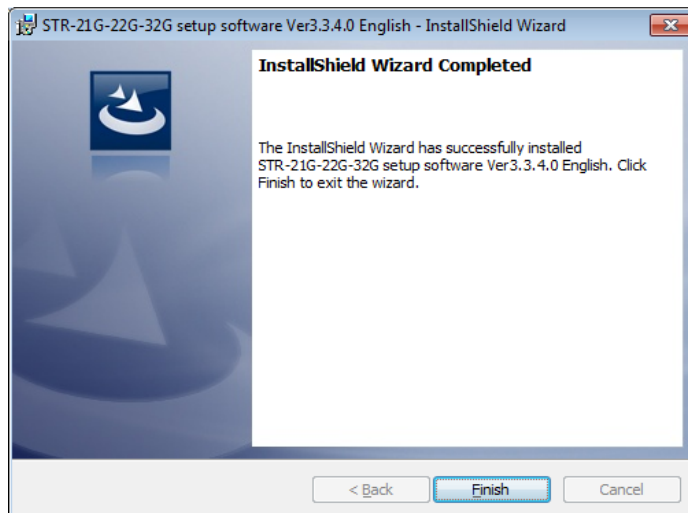 STR-21G-22G-32G setup software Ver3.3.4.0 English - InstallShield Wizard
InstallShield Wizard Completed
The InstallShield Wizard has successfully installed
STR-21G-22G-32G setup software Ver3.3.4.0 English. Click
Finish to exit the wizard.
< Back Finish Cancel